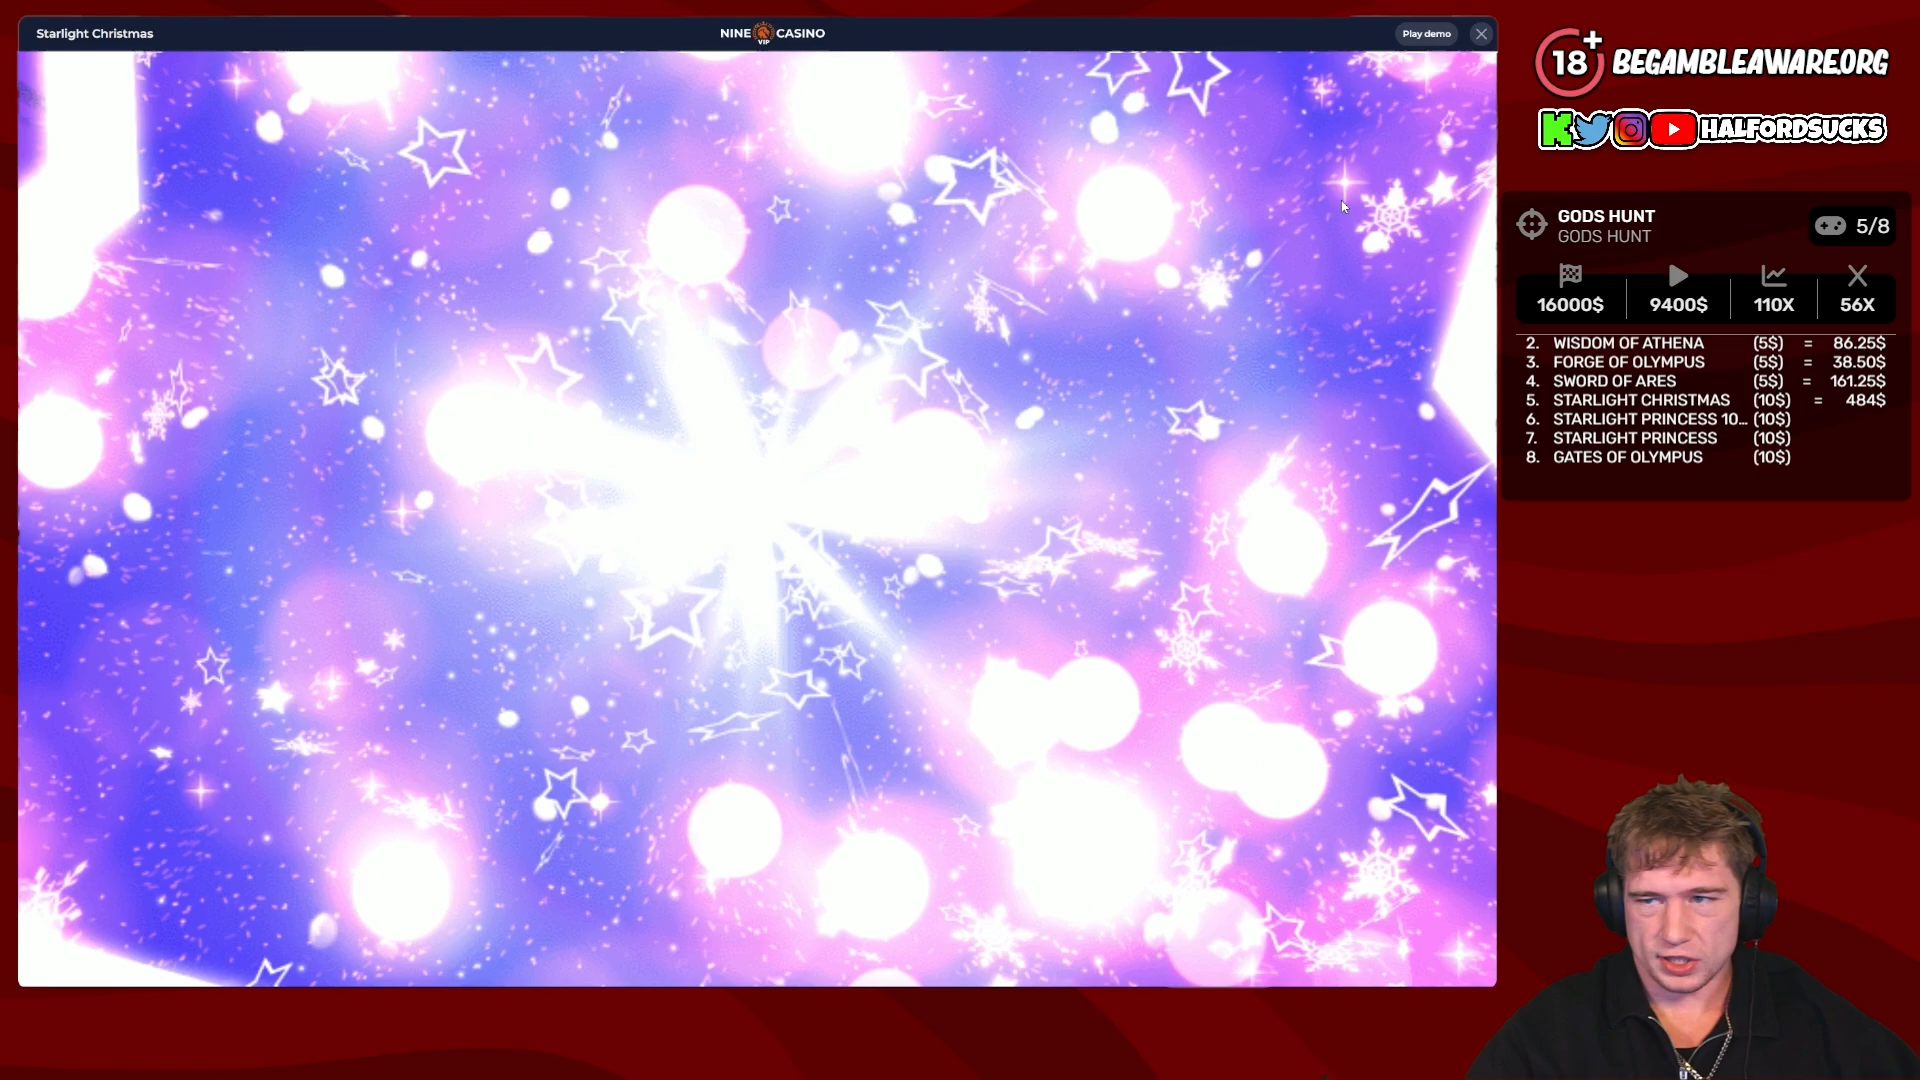 Starlight Christmas
NINE VIP CASINO
Play demo
18+
BEGAMBLEAWARE.ORG
K HALFORDSUCKS
GODS HUNT
GODS HUNT
5/8
16000$ 9400$ 110X 56X
2. WISDOM OF ATHENA (5$) = 86.25$
3. FORGE OF OLYMPUS (5$) = 38.50$
4. SWORD OF ARES (5$) = 161.25$
5. STARLIGHT CHRISTMAS (10$) = 484$
6. STARLIGHT PRINCESS 10... (10$)
7. STARLIGHT PRINCESS (10$)
8. GATES OF OLYMPUS (10$)